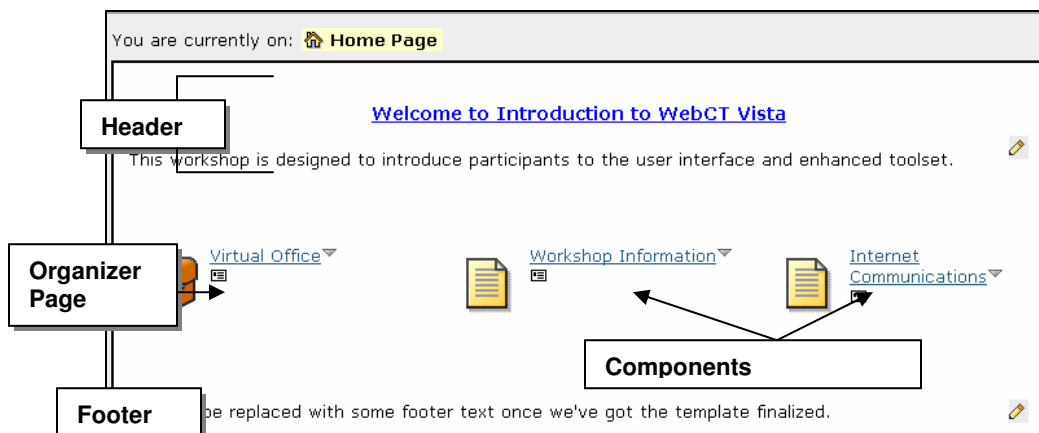 You are currently on: Home Page
Welcome to Introduction to WebCT Vista
Header
This workshop is designed to introduce participants to the user interface and enhanced toolset.
Organizer
Page
Virtual Office
Workshop Information
Internet
Communications
Components
Footer
be replaced with some footer text once we've got the template finalized.